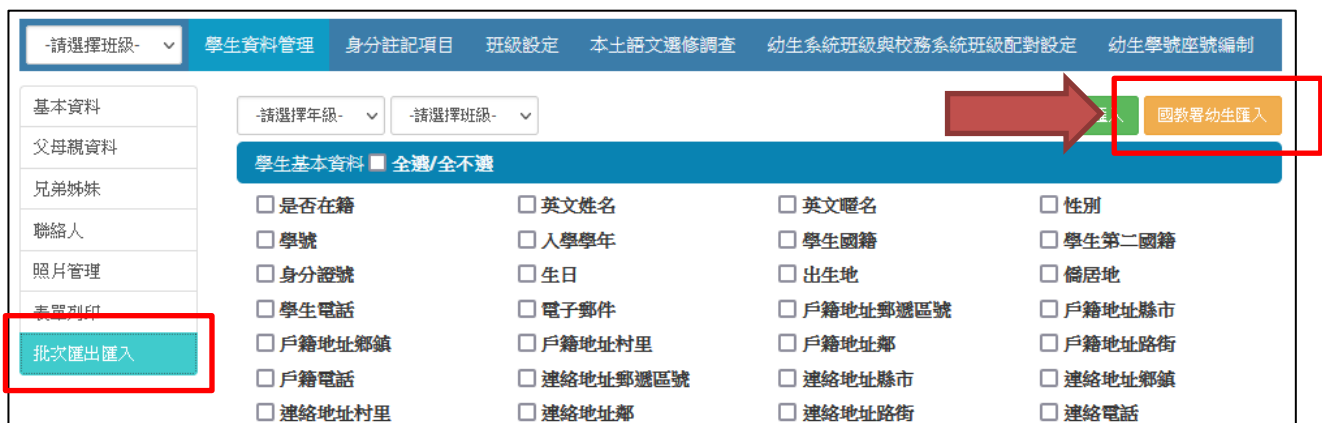 -請選擇班級- 學生資料管理 身分註記項目 班級設定 本土語文選修調查 幼生系統班級與校務系統班級配對設定 幼生學號座號編制
基本資料
父母親資料
兄弟姊妹
聯絡人
照片管理
表單列印
批次匯出匯入
-請選擇年級- -請選擇班級- 匯入 國教署幼生匯入
學生基本資料 全選/全不選
是否在籍 英文姓名 英文暱名 性別
學號 入學學年 學生國籍 學生第二國籍
身分證號 生日 出生地 僑居地
學生電話 電子郵件 戶籍地址郵遞區號 戶籍地址縣市
戶籍地址鄉鎮 戶籍地址村里 戶籍地址鄰 戶籍地址路街
戶籍電話 連絡地址郵遞區號 連絡地址縣市 連絡地址鄉鎮
連絡地址村里 連絡地址鄰 連絡地址路街 連絡電話